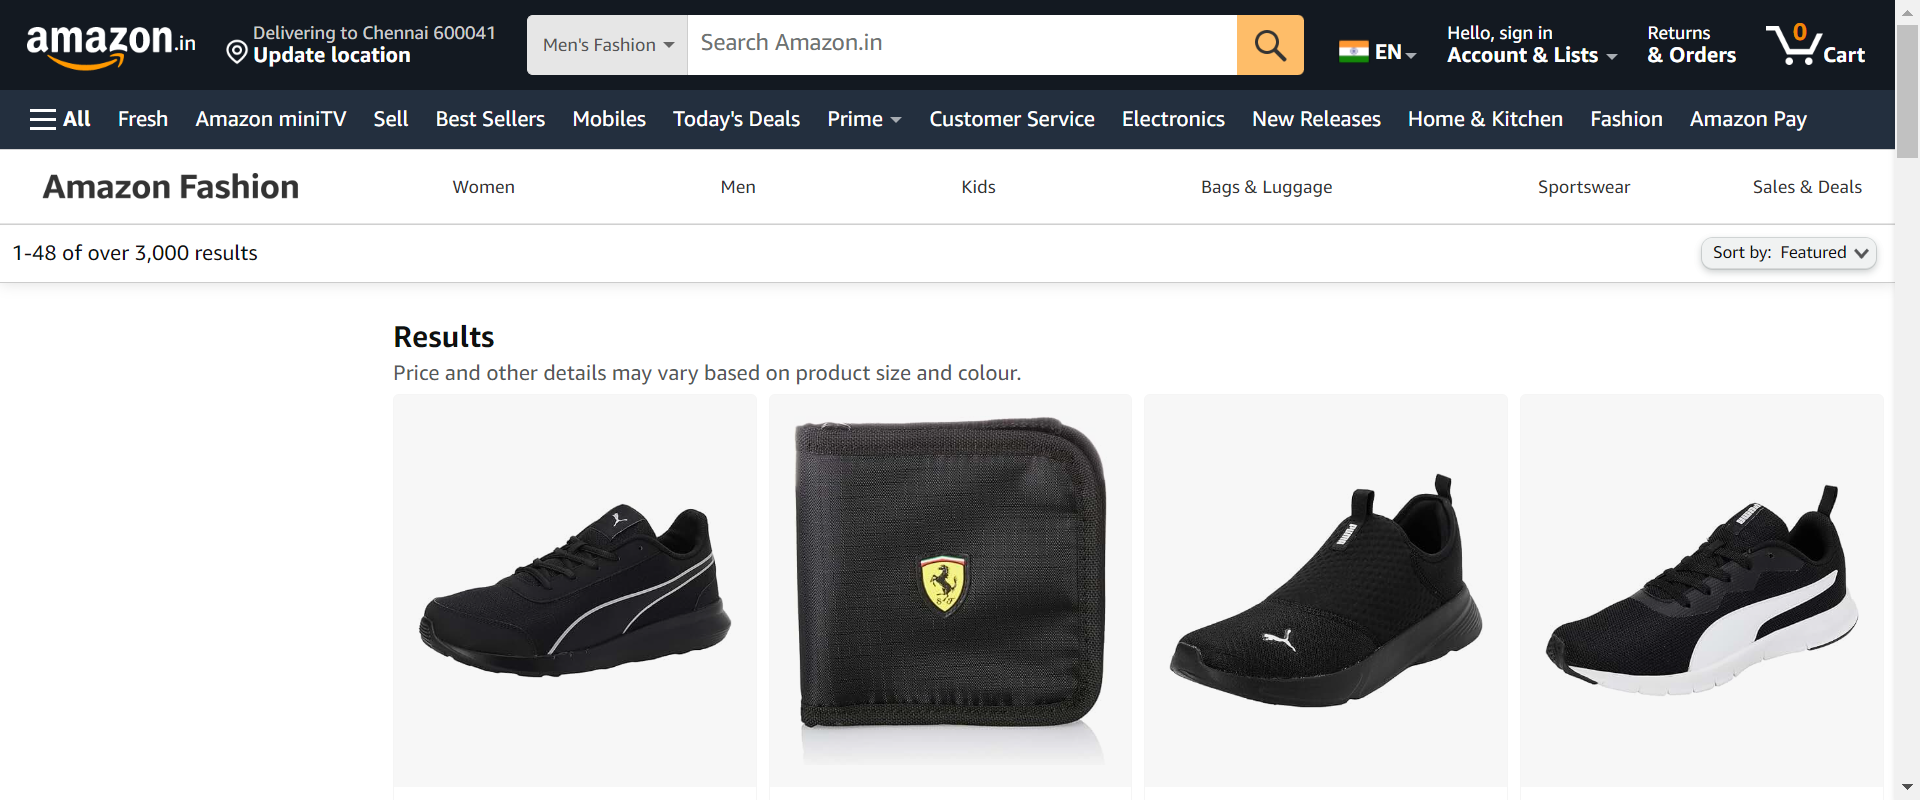 amazon.in
Delivering to Chennai 600041
Update location
Men's Fashion
Search Amazon.in
EN
Hello, sign in
Account & Lists
Returns
& Orders
0
Cart
All
Fresh
Amazon miniTV
Sell
Best Sellers
Mobiles
Today's Deals
Prime
Customer Service
Electronics
New Releases
Home & Kitchen
Fashion
Amazon Pay
Amazon Fashion
Women
Men
Kids
Bags & Luggage
Sportswear
Sales & Deals
1-48 of over 3,000 results
Sort by: Featured
Results
Price and other details may vary based on product size and colour.
S F
PUMA
PUMA